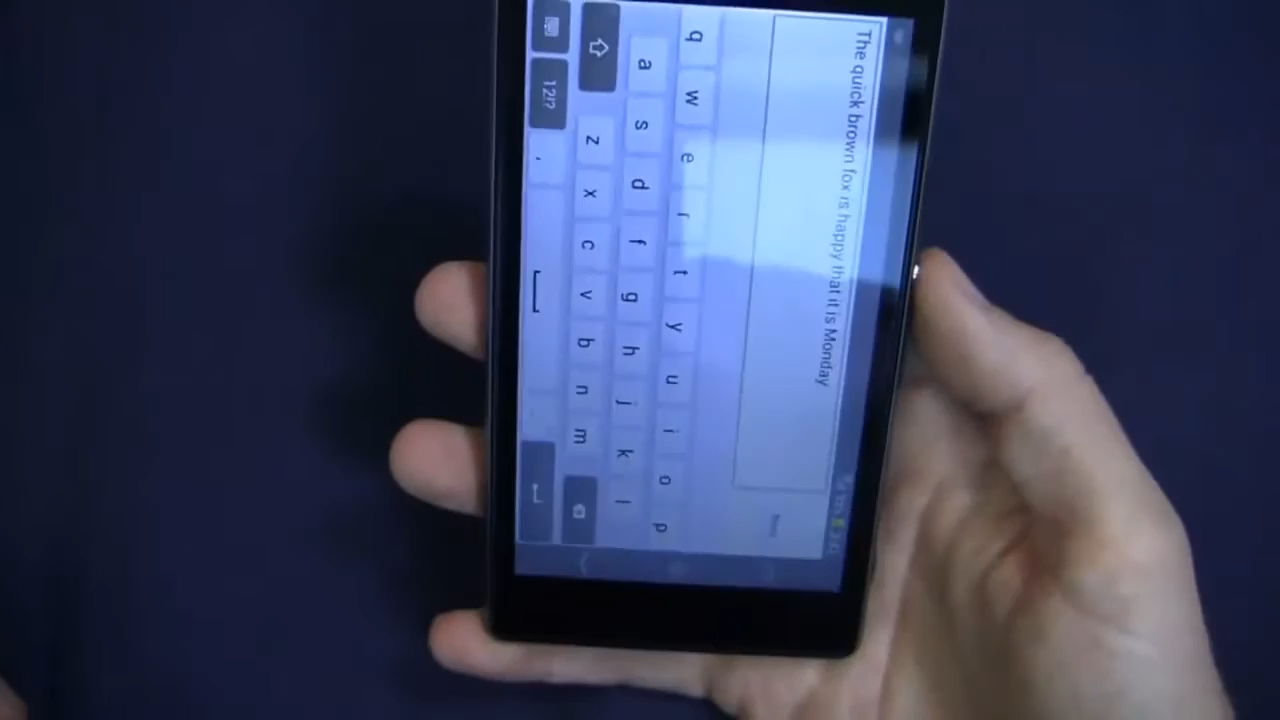 The quick brown fox is happy that it is Monday
q w e r t y u i o p
a s d f g h j k l
z x c v b n m
12!? ,